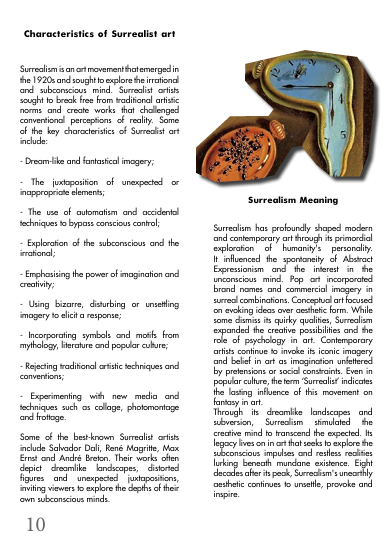 Characteristics of Surrealist art
Surrealism is an art movement that emerged in
the 1920s and sought to explore the irrational
and subconscious mind. Surrealist artists
sought to break free from traditional artistic
norms and create works that challenged
conventional perceptions of reality. Some
of the key characteristics of Surrealist art
include:
- Dream-like and fantastical imagery;
- The juxtaposition of unexpected or
inappropriate elements;
- The use of automatism and accidental
techniques to bypass conscious control;
- Exploration of the subconscious and the
irrational;
- Emphasising the power of imagination and
creativity;
- Using bizarre, disturbing or unsettling
imagery to elicit a response;
- Incorporating symbols and motifs from
mythology, literature and popular culture;
- Rejecting traditional artistic techniques and
conventions;
- Experimenting with new media and
techniques such as collage, photomontage
and frottage.
Some of the best-known Surrealist artists
include Salvador Dali, René Magritte, Max
Ernst and André Breton. Their works often
depict dreamlike landscapes, distorted
figures and unexpected juxtapositions,
inviting viewers to explore the depths of their
own subconscious minds.
10
Surrealism Meaning
Surrealism has profoundly shaped modern
and contemporary art through its primordial
exploration of humanity's personality.
It influenced the spontaneity of Abstract
Expressionism and the interest in the
unconscious mind. Pop art incorporated
brand names and commercial imagery in
surreal combinations. Conceptual art focused
on evoking ideas over aesthetic form. While
some dismiss its quirky qualities, Surrealism
expanded the creative possibilities and the
role of psychology in art. Contemporary
artists continue to invoke its iconic imagery
and belief in art as imagination unfettered
by pretensions or social constraints. Even in
popular culture, the term 'Surrealist' indicates
the lasting influence of this movement on
fantasy in art.
Through its dreamlike landscapes and
subversion, Surrealism stimulated the
creative mind to transcend the expected. Its
legacy lives on in art that seeks to explore the
subconscious impulses and restless realities
lurking beneath mundane existence. Eight
decades after its peak, Surrealism's unearthly
aesthetic continues to unsettle, provoke and
inspire.